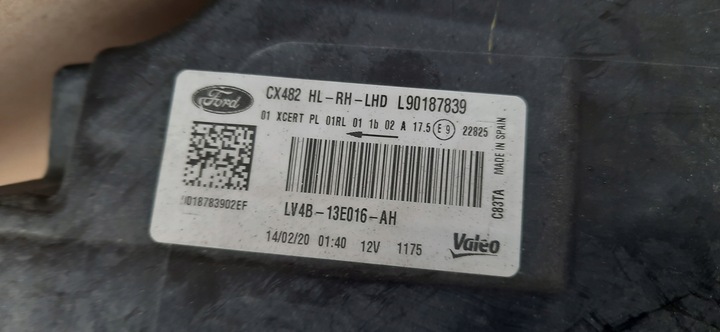 Ford
CX482 HL-RH-LHD L90187839
01 XCERT PL 01RL 01 1b 02 A 17.5 E9 22825
MADE IN SPAIN
C83TA
LV4B-13E016-AH
14/02/20 01:40 12V 1175
Valeo